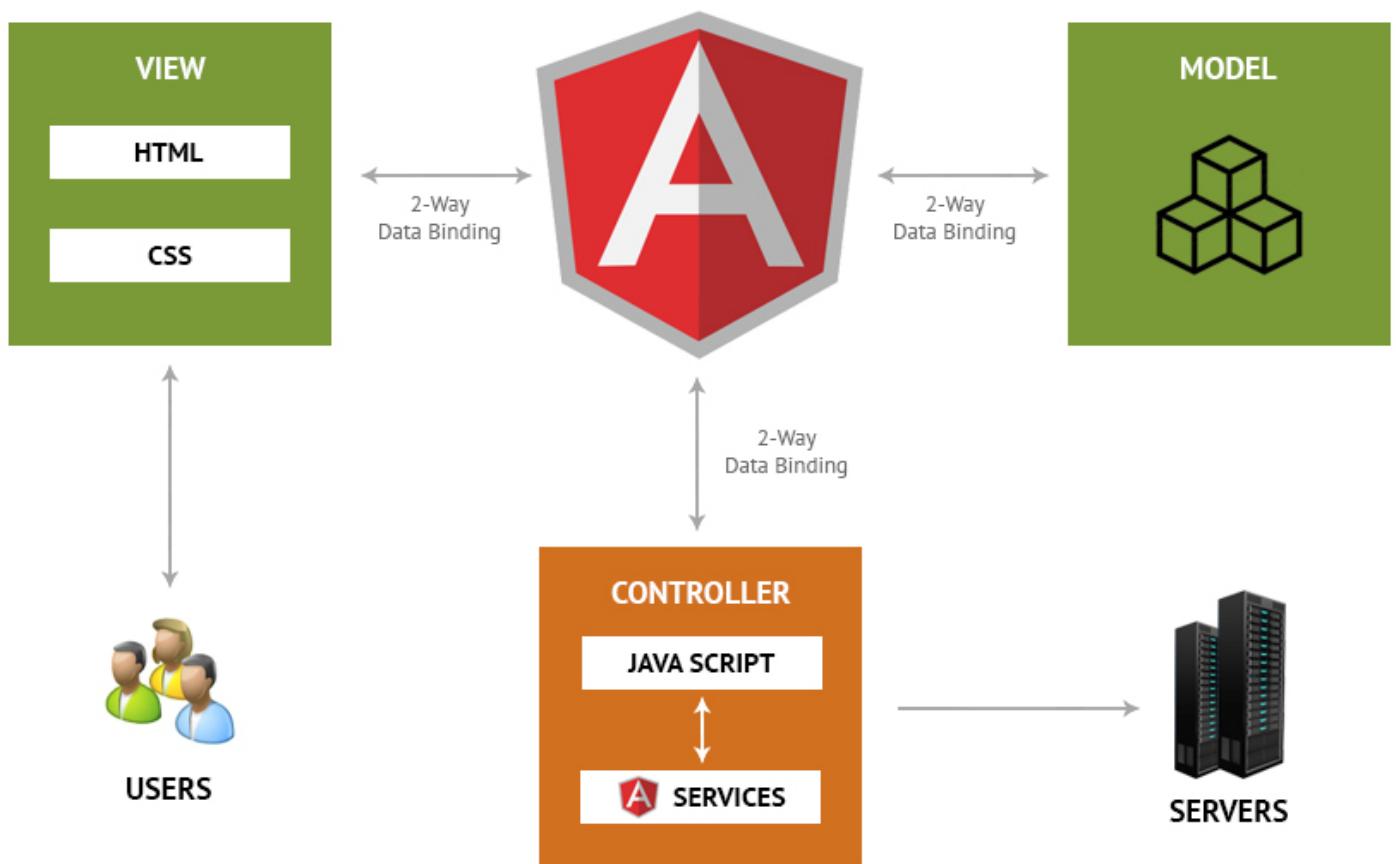 VIEW
HTML
CSS
2-Way
Data Binding
2-Way
Data Binding
MODEL
2-Way
Data Binding
CONTROLLER
JAVA SCRIPT
SERVICES
USERS
SERVERS